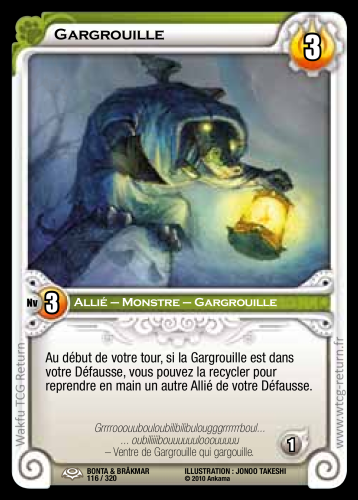 Gargrouille
3
Nv 3 Allié – Monstre – Gargrouille
Au début de votre tour, si la Gargrouille est dans
votre Défausse, vous pouvez la recycler pour
reprendre en main un autre Allié de votre Défausse.
Grrrrooouuboulоubilbilbulougggrrrrrboul...
... oubliiiibouuuuuulooouuuuu
– Ventre de Gargrouille qui gargouille.
1
BONTA & BRÂKMAR
116 / 320
ILLUSTRATION : JONOO TAKESHI
© 2010 Ankama
Wakfu TCG Return
www.wtcg-return.fr